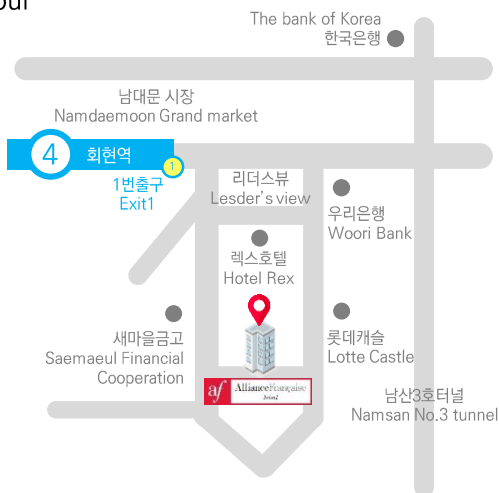 The bank of Korea
한국은행
남대문 시장
Namdaemoon Grand market
4 회현역
1
1번출구
Exit1
리더스뷰
Lesder's view
우리은행
Woori Bank
렉스호텔
Hotel Rex
새마을금고
Saemaeul Financial
Cooperation
롯데캐슬
Lotte Castle
af AllianceFrançaise
남산3호터널
Namsan No.3 tunnel